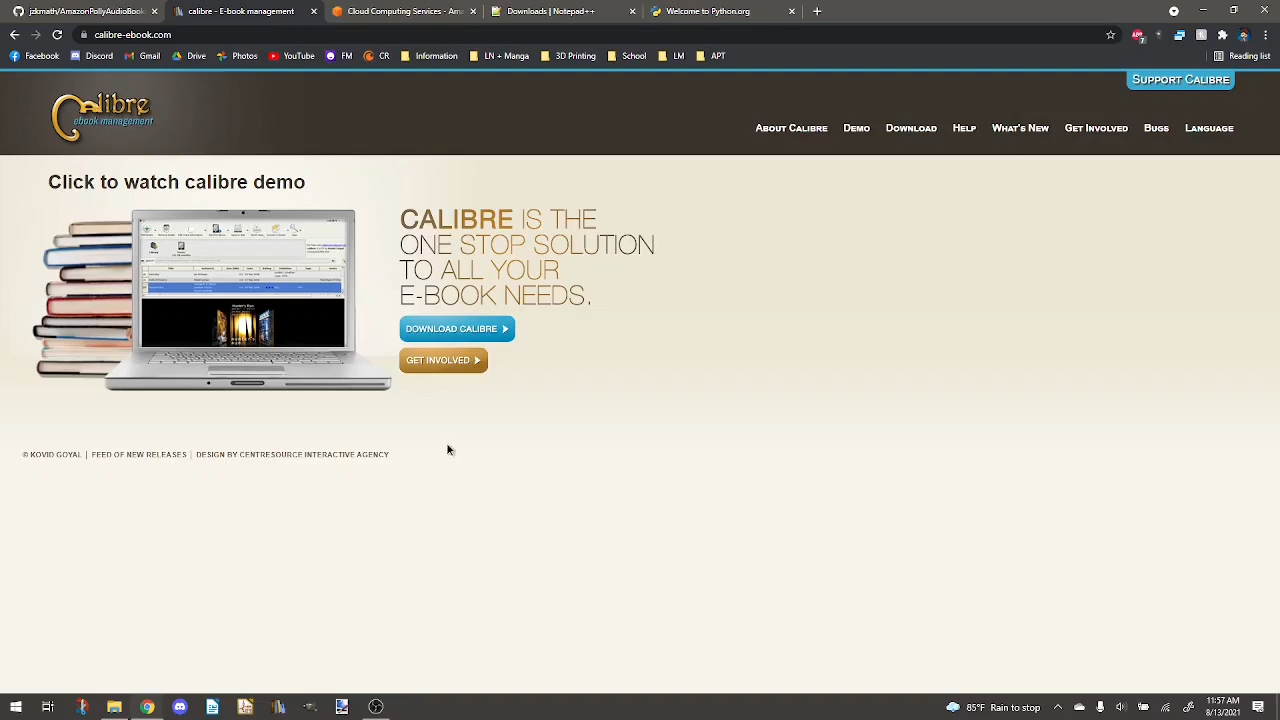 jckmath/AmazonPollyAudioBook
calibre - E-book management
Cloud Computing Services - Am
Downloads | Notepad++
Welcome to Python.org
calibre-ebook.com
Facebook
Discord
Gmail
Drive
Photos
YouTube
FM
CR
Information
LN + Manga
3D Printing
School
LM
APT
Reading list
SUPPORT CALIBRE
Calibre
ebook management
ABOUT CALIBRE
DEMO
DOWNLOAD
HELP
WHAT'S NEW
GET INVOLVED
BUGS
LANGUAGE
Click to watch calibre demo
CALIBRE IS THE
ONE STOP SOLUTION
TO ALL YOUR
E-BOOK NEEDS.
DOWNLOAD CALIBRE
GET INVOLVED
© KOVID GOYAL | FEED OF NEW RELEASES | DESIGN BY CENTRESOURCE INTERACTIVE AGENCY
85°F Rain to stop
11:57 AM
8/13/2021